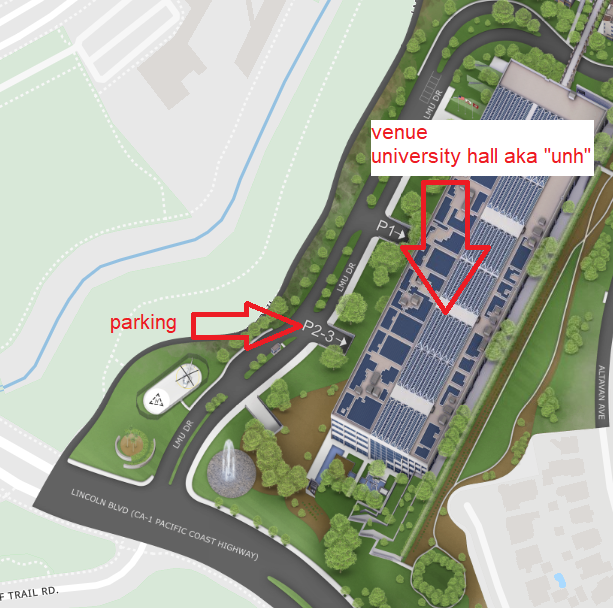 LMU DR
venue
university hall aka "unh"
P1
LMU DR
parking
P2-3
LMU DR
ALTAVAN AVE
LINCOLN BLVD (CA-1 PACIFIC COAST HIGHWAY)
F TRAIL RD.